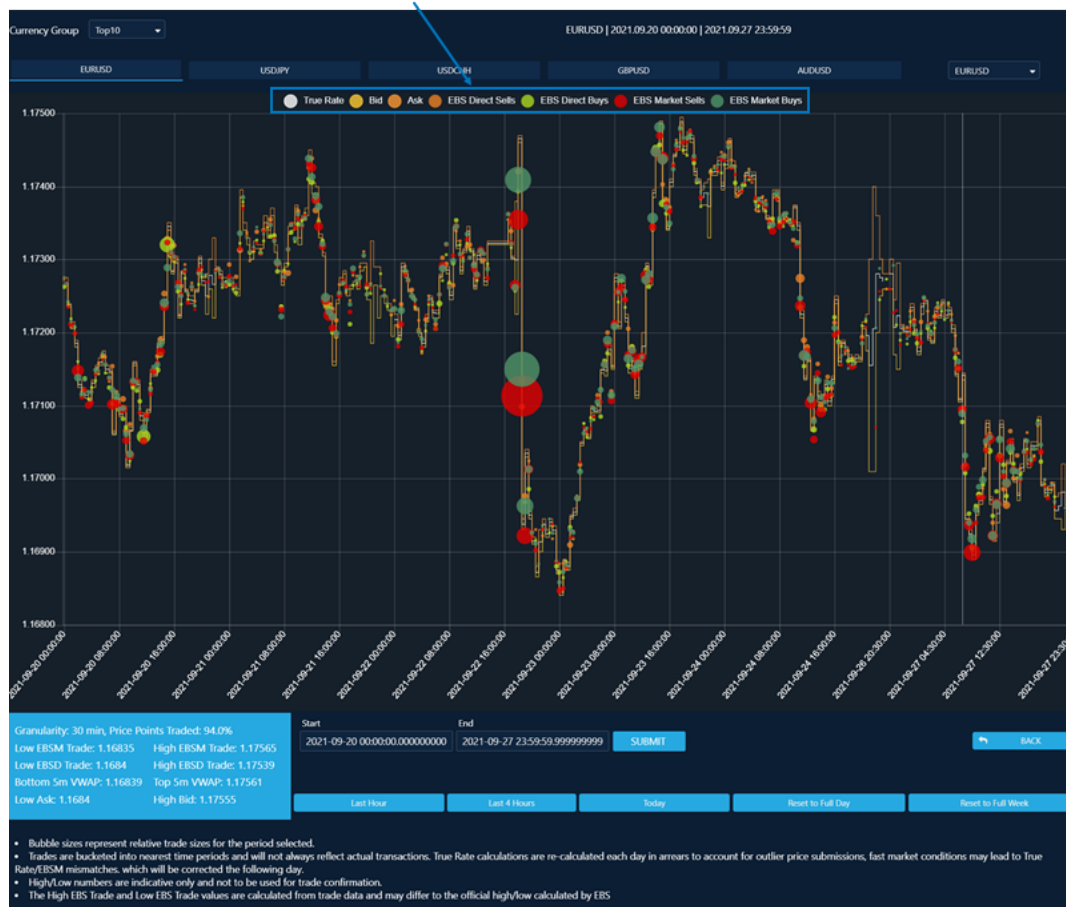 Currency Group Top10 EURUSD | 2021.09.20 00:00:00 | 2021.09.27 23:59:59
EURUSD USDJPY USDCHH GBPUSD AUDUSD EURUSD
True Rate Bid Ask EBS Direct Sells EBS Direct Buys EBS Market Sells EBS Market Buys
1.17500
1.17400
1.17300
1.17200
1.17100
1.17000
1.16900
1.16800
2021-09-20 00:00:00
2021-09-20 08:00:00
2021-09-20 16:00:00
2021-09-21 00:00:00
2021-09-21 08:00:00
2021-09-21 16:00:00
2021-09-22 00:00:00
2021-09-22 08:00:00
2021-09-22 16:00:00
2021-09-23 00:00:00
2021-09-23 08:00:00
2021-09-23 16:00:00
2021-09-24 00:00:00
2021-09-24 08:00:00
2021-09-24 16:00:00
2021-09-26 20:30:00
2021-09-27 04:30:00
2021-09-27 12:30:00
2021-09-27 23:30
Granularity: 30 min, Price Points Traded: 94.0%
Low EBSM Trade: 1.16835 High EBSM Trade: 1.17565
Low EBSD Trade: 1.1684 High EBSD Trade: 1.17539
Bottom 5m VWAP: 1.16839 Top 5m VWAP: 1.17561
Low Ask: 1.1684 High Bid: 1.17555
Start End
2021-09-20 00:00:00.000000000 2021-09-27 23:59:59.999999999 SUBMIT BACK
Last Hour Last 4 Hours Today Reset to Full Day Reset to Full Week
• Bubble sizes represent relative trade sizes for the period selected.
• Trades are bucketed into nearest time periods and will not always reflect actual transactions. True Rate calculations are re-calculated each day in arrears to account for outlier price submissions, fast market conditions may lead to True
Rate/EBSM mismatches. which will be corrected the following day.
• High/Low numbers are indicative only and not to be used for trade confirmation.
• The High EBS Trade and Low EBS Trade values are calculated from trade data and may differ to the official high/low calculated by EBS